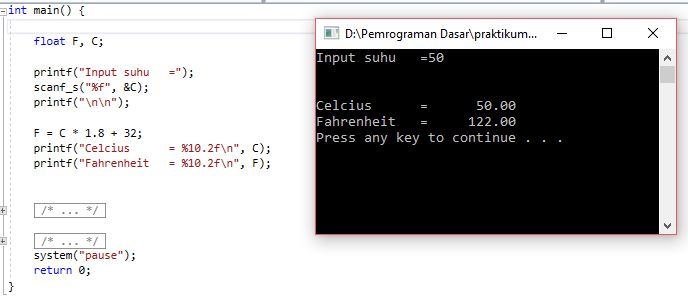 int main() {
float F, C;
printf("Input suhu   =");
scanf_s("%f", &C);
printf("\n\n");
F = C * 1.8 + 32;
printf("Celcius      = %10.2f\n", C);
printf("Fahrenheit   = %10.2f\n", F);
/* ... */
/* ... */
system("pause");
return 0;
}
D:\Pemrograman Dasar\praktikum...
Input suhu   =50
Celcius      =      50.00
Fahrenheit   =     122.00
Press any key to continue . . .